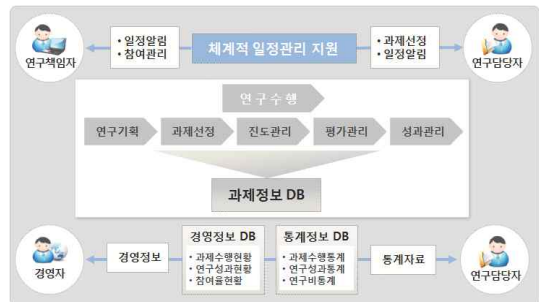 • 일정알림
• 참여관리
체계적 일정관리 지원
• 과제선정
• 일정알림
연구책임자
연구담당자
연구수행
연구기획
과제선정
진도관리
평가관리
성과관리
과제정보 DB
경영정보
경영정보 DB
• 과제수행현황
• 연구성과현황
• 참여율현황
통계정보 DB
• 과제수행통계
• 연구성과통계
• 연구비통계
통계자료
경영자
연구담당자